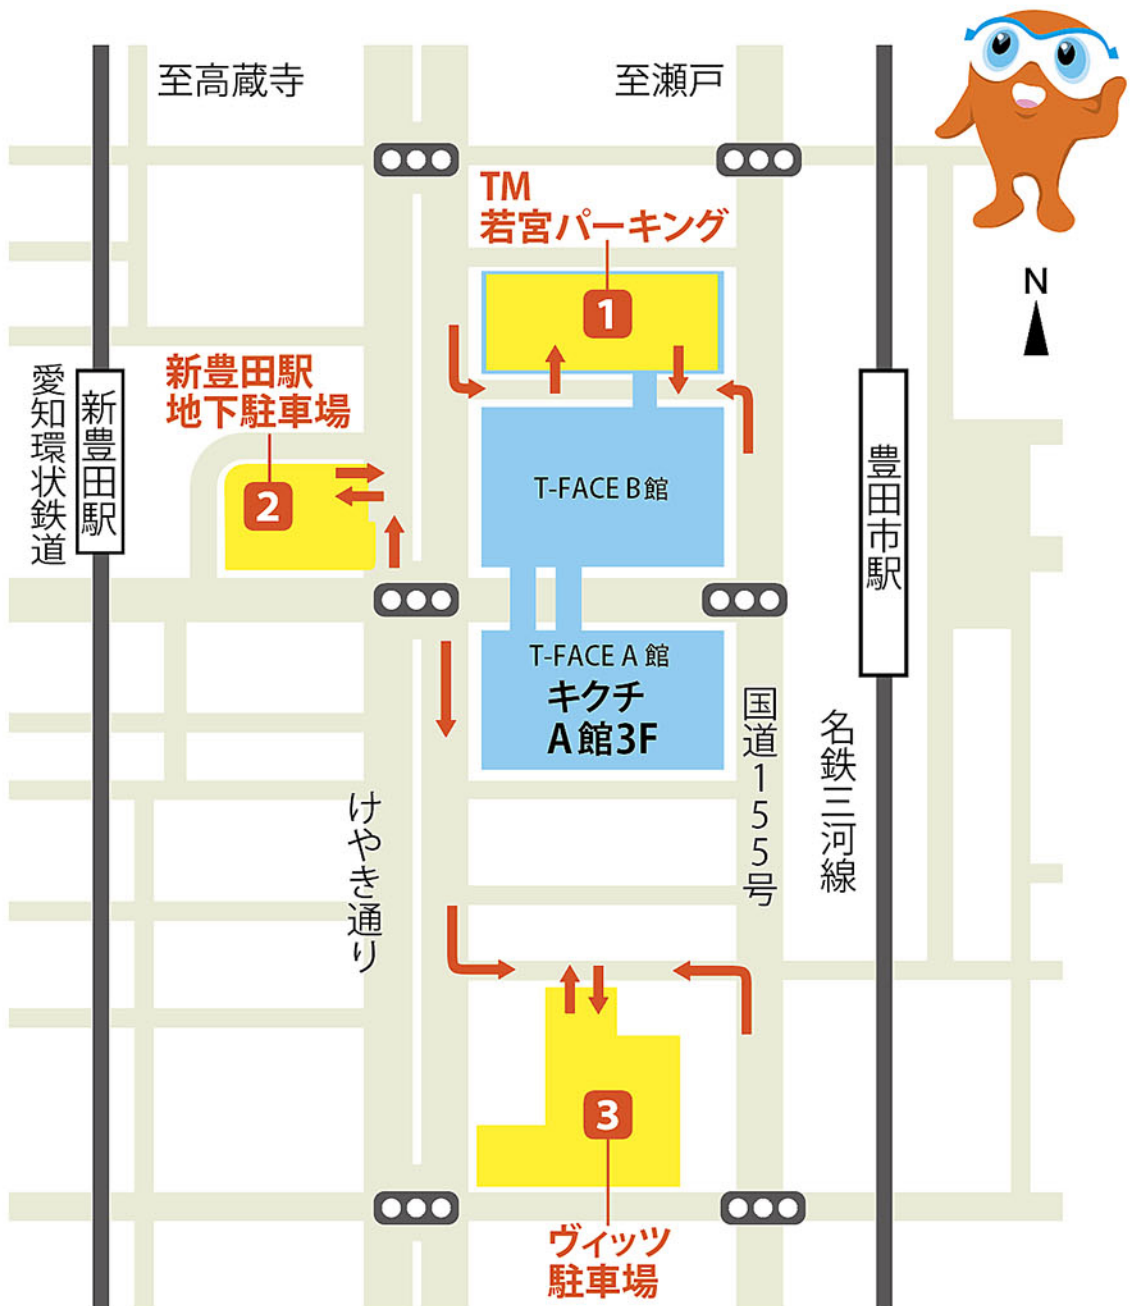 至高蔵寺
至瀬戸
TM
若宮パーキング
N
1
新豊田駅
地下駐車場
愛知環状鉄道
新豊田駅
2
T-FACE B館
豊田市駅
T-FACE A 館
キクチ
A館3F
国道155号
名鉄三河線
けやき通り
3
ヴィッツ
駐車場